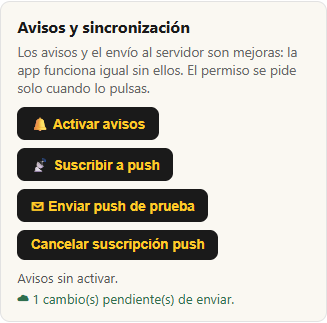 Avisos y sincronización
Los avisos y el envío al servidor son mejoras: la
app funciona igual sin ellos. El permiso se pide
solo cuando lo pulsas.
🔔 Activar avisos
📡 Suscribir a push
✉ Enviar push de prueba
Cancelar suscripción push
Avisos sin activar.
☁ 1 cambio(s) pendiente(s) de enviar.